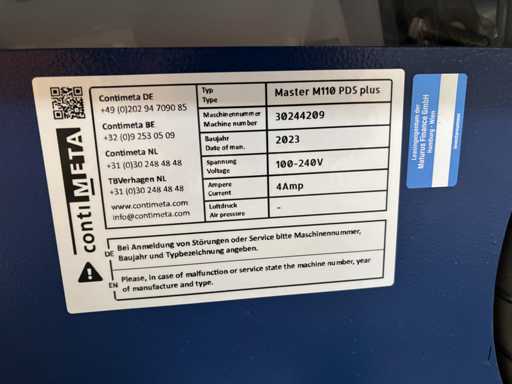 contiMETA
Contimeta DE
+49 (0)202 94 7090 85
Contimeta BE
+32 (0)9 253 05 09
Contimeta NL
+31 (0)30 248 48 48
TBVerhagen NL
+31 (0)30 248 48 48
www.contimeta.com
info@contimeta.com
Typ
Type
Master M110 PDS plus
Maschinennummer
Machine number
30244209
Baujahr
Date of man.
2023
Spannung
Voltage
100-240V
Ampere
Current
4Amp
Luftdruck
Air pressure
-
DE
Bei Anmeldung von Störungen oder Service bitte Maschinennummer,
Baujahr und Typbezeichnung angeben.
EN
Please, in case of malfunction or service state the machine number, year
of manufacture and type.
Leasingeigentum der
Maturus Finance GmbH
Hamburg - Wien